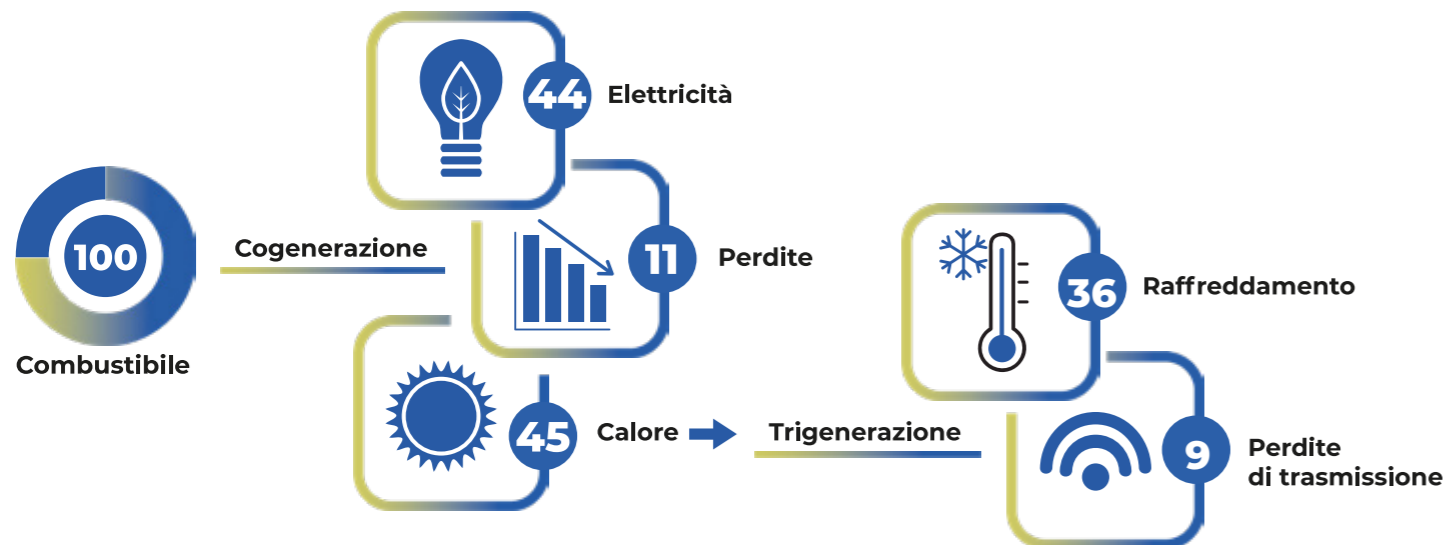 100
Combustibile
Cogenerazione
44
Elettricità
11
Perdite
45
Calore
Trigenerazione
36
Raffreddamento
9
Perdite
di trasmissione